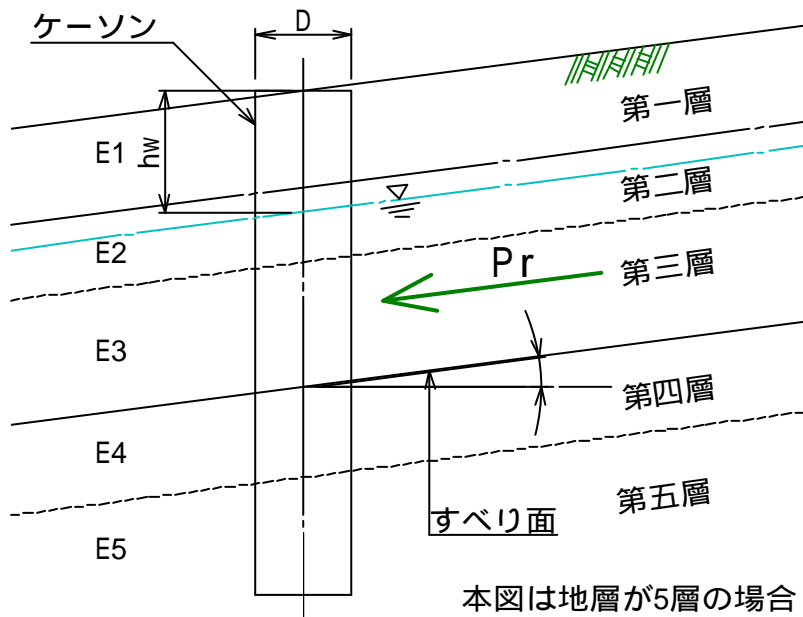 ケーソン
D
第一層
E1
hw
第二層
E2
Pr
第三層
E3
第四層
E4
第五層
すべり面
E5
本図は地層が5層の場合